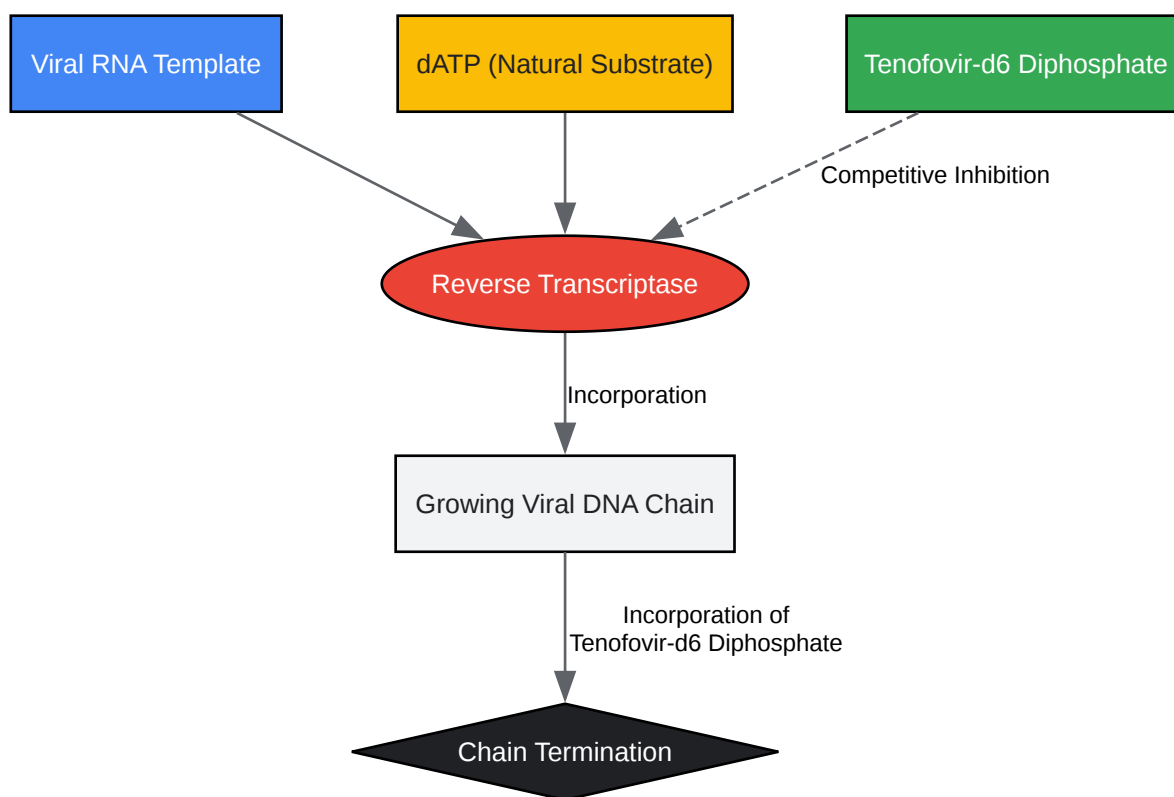 Viral RNA Template
dATP (Natural Substrate)
Tenofovir-d6 Diphosphate
Competitive Inhibition
Reverse Transcriptase
Incorporation
Growing Viral DNA Chain
Incorporation of
Tenofovir-d6 Diphosphate
Chain Termination